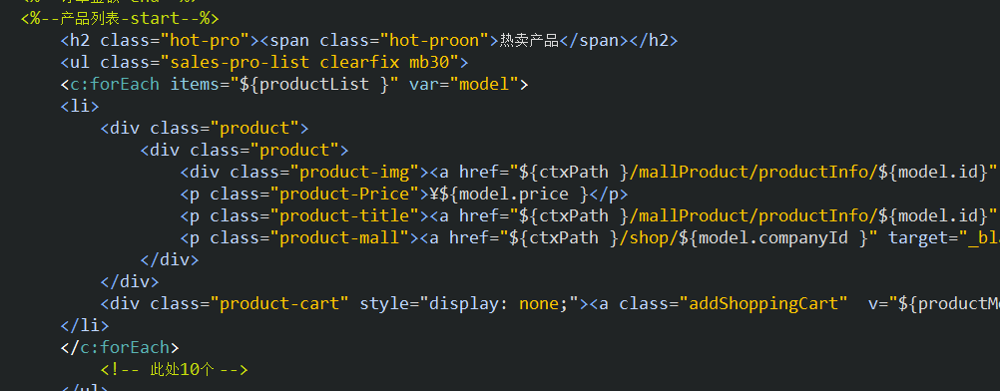 <%--产品列表-start--%>
<h2 class="hot-pro"><span class="hot-proon">热卖产品</span></h2>
<ul class="sales-pro-list clearfix mb30">
<c:forEach items="${productList }" var="model">
<li>
<div class="product">
<div class="product">
<div class="product-img"><a href="${ctxPath }/mallProduct/productInfo/${model.id}"
<p class="product-Price">¥${model.price }</p>
<p class="product-title"><a href="${ctxPath }/mallProduct/productInfo/${model.id}"
<p class="product-mall"><a href="${ctxPath }/shop/${model.companyId }" target="_bla
</div>
</div>
<div class="product-cart" style="display: none;"><a class="addShoppingCart"  v="${productMo
</li>
</c:forEach>
<!-- 此处10个 -->
</ul>